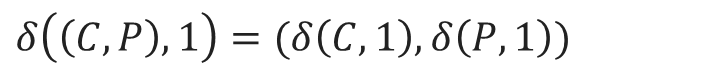 δ((C, P), 1) = (δ(C, 1), δ(P, 1))